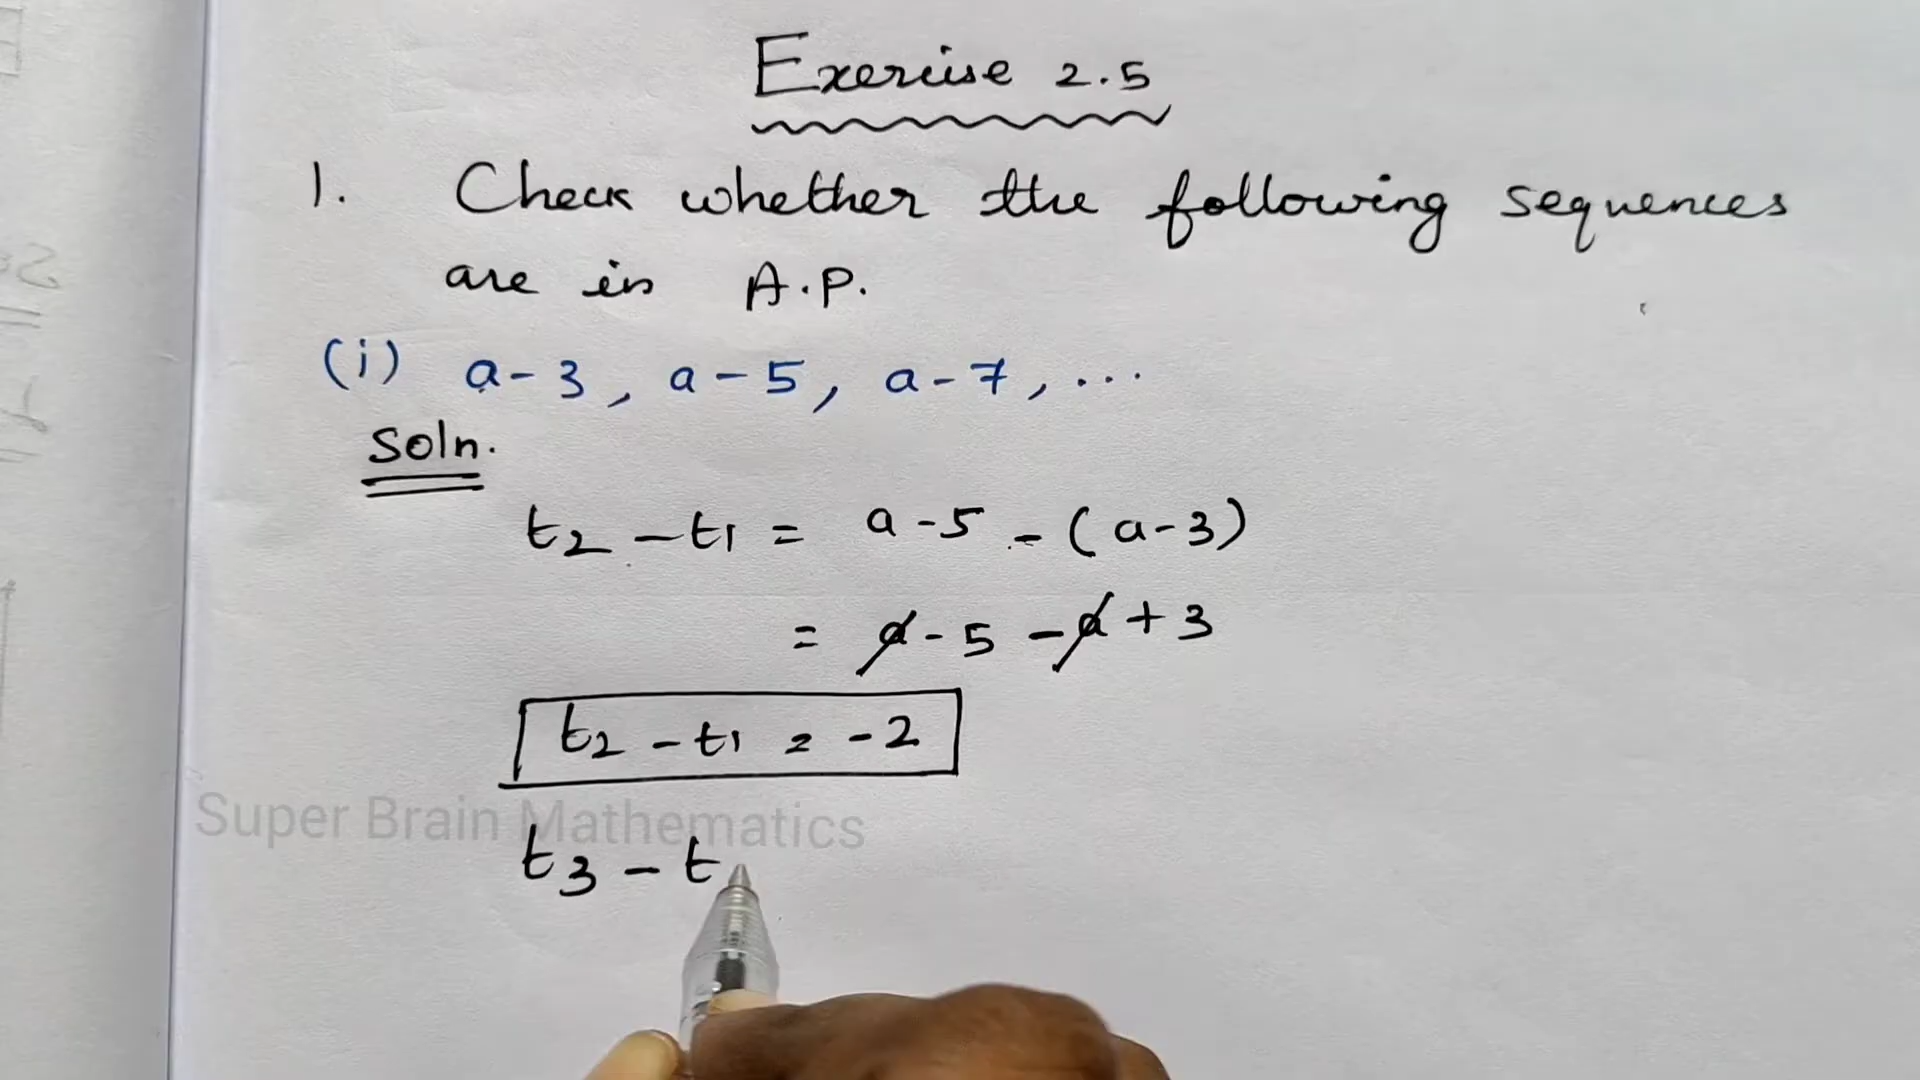 Exercise 2.5
1. Check whether the following sequences
are in A.P.
(i) a-3, a-5, a-7, ...
Soln.
t2 - t1 = a-5 - (a-3)
= a-5 -a+3
t2 - t1 = -2
Super Brain Mathematics
t3 - t